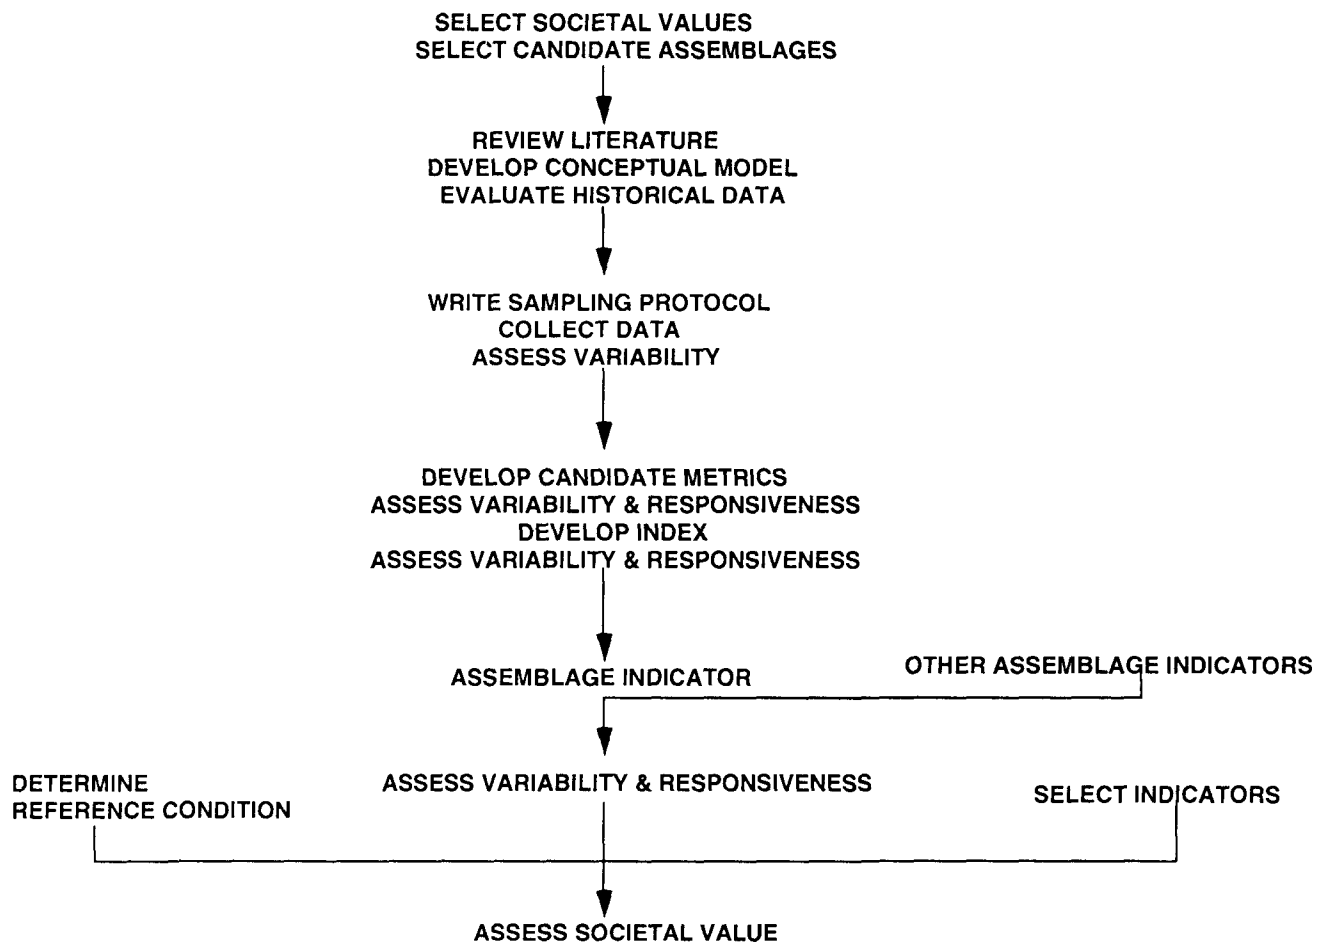 SELECT SOCIETAL VALUES
SELECT CANDIDATE ASSEMBLAGES
REVIEW LITERATURE
DEVELOP CONCEPTUAL MODEL
EVALUATE HISTORICAL DATA
WRITE SAMPLING PROTOCOL
COLLECT DATA
ASSESS VARIABILITY
DEVELOP CANDIDATE METRICS
ASSESS VARIABILITY & RESPONSIVENESS
DEVELOP INDEX
ASSESS VARIABILITY & RESPONSIVENESS
ASSEMBLAGE INDICATOR
OTHER ASSEMBLAGE INDICATORS
DETERMINE
REFERENCE CONDITION
ASSESS VARIABILITY & RESPONSIVENESS
SELECT INDICATORS
ASSESS SOCIETAL VALUE